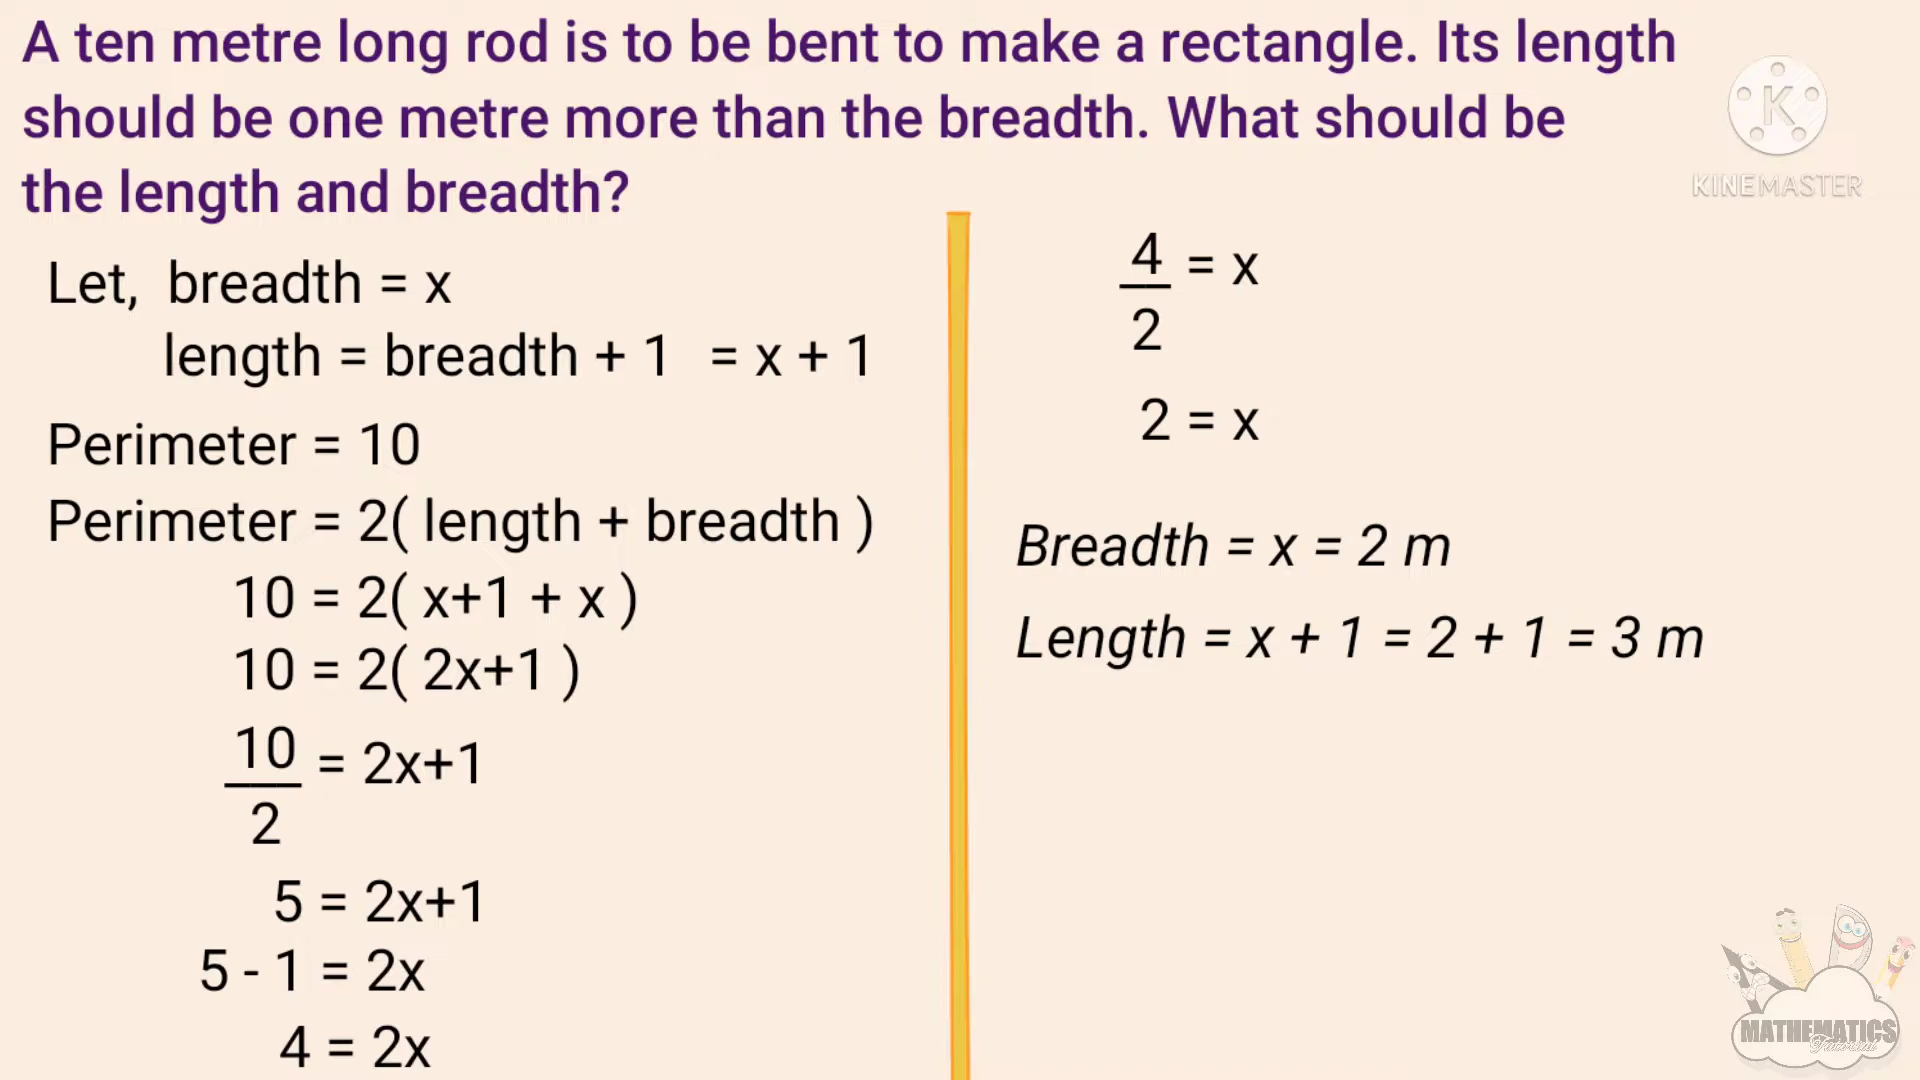 A ten metre long rod is to be bent to make a rectangle. Its length
should be one metre more than the breadth. What should be
the length and breadth?
Let, breadth = x
length = breadth + 1 = x + 1
Perimeter = 10
Perimeter = 2( length + breadth )
10 = 2( x+1 + x )
10 = 2( 2x+1 )
10
= 2x+1
2
5 = 2x+1
5 - 1 = 2x
4 = 2x
4
= x
2
2 = x
Breadth = x = 2 m
Length = x + 1 = 2 + 1 = 3 m
K
KINEMASTER
MATHEMATICS
Tutorial